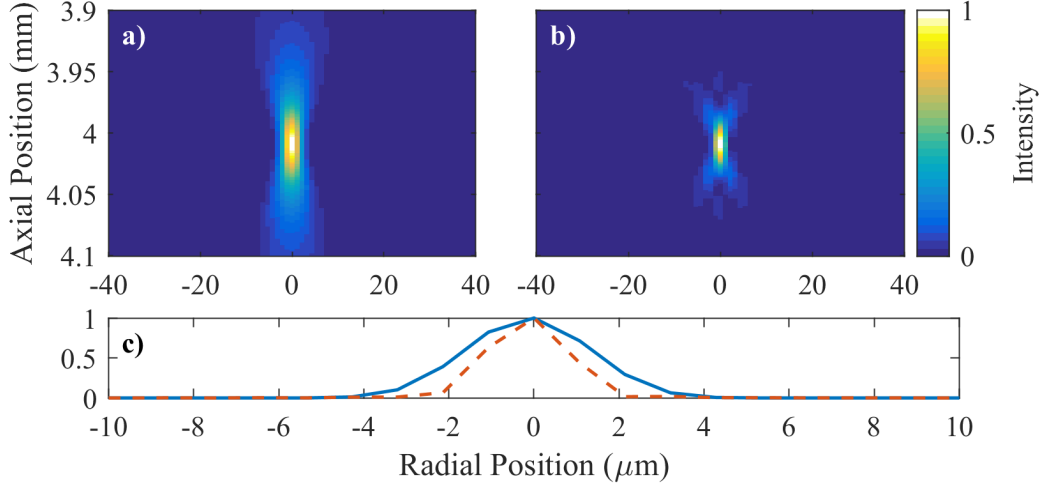 3.9
a)
b)
1
3.95
Axial Position (mm)
4
0.5
Intensity
4.05
4.1
0
-40 -20 0 20 40
-40 -20 0 20 40
1
c)
0.5
0
-10 -8 -6 -4 -2 0 2 4 6 8 10
Radial Position (μm)